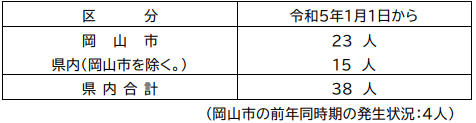 区　　　分　令和5年1月1日から
岡　山　市　23　人
県内（岡山市を除く。）　15　人
県 内 合 計　38　人
（岡山市の前年同時期の発生状況：4人）